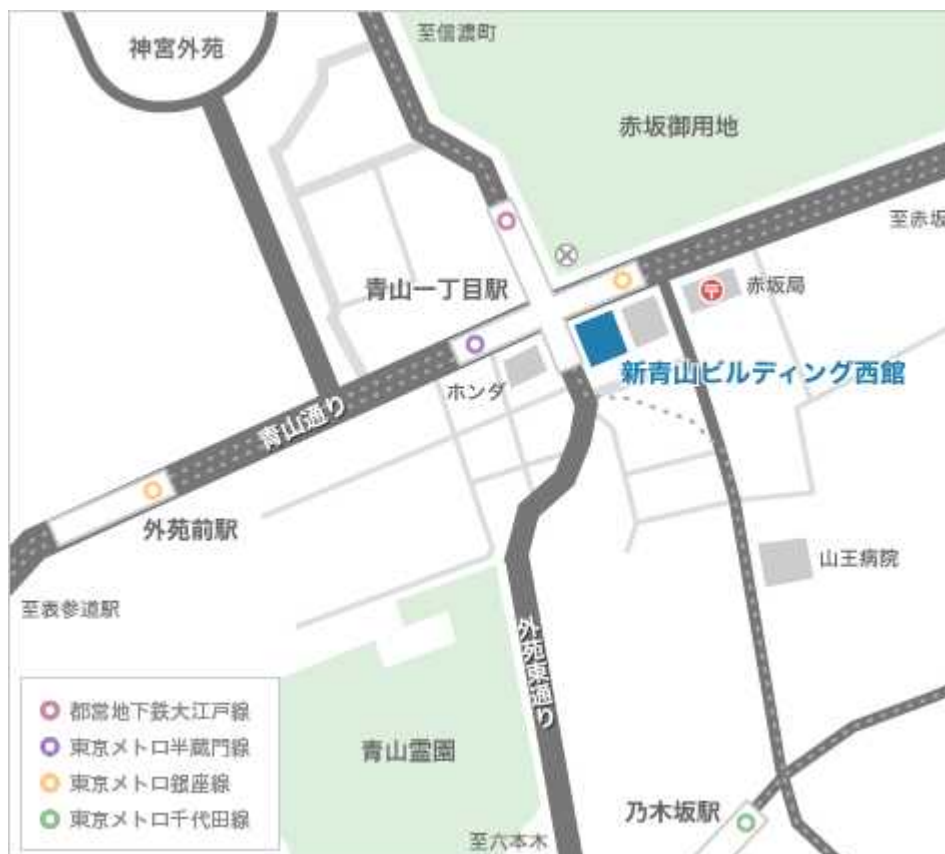 至信濃町
神宮外苑
赤坂御用地
至赤坂
青山一丁目駅
〒
赤坂局
新青山ビルディング西館
ホンダ
青山通り
外苑前駅
山王病院
至表参道駅
外苑東通り
都営地下鉄大江戸線
東京メトロ半蔵門線
東京メトロ銀座線
東京メトロ千代田線
青山霊園
乃木坂駅
至六本木